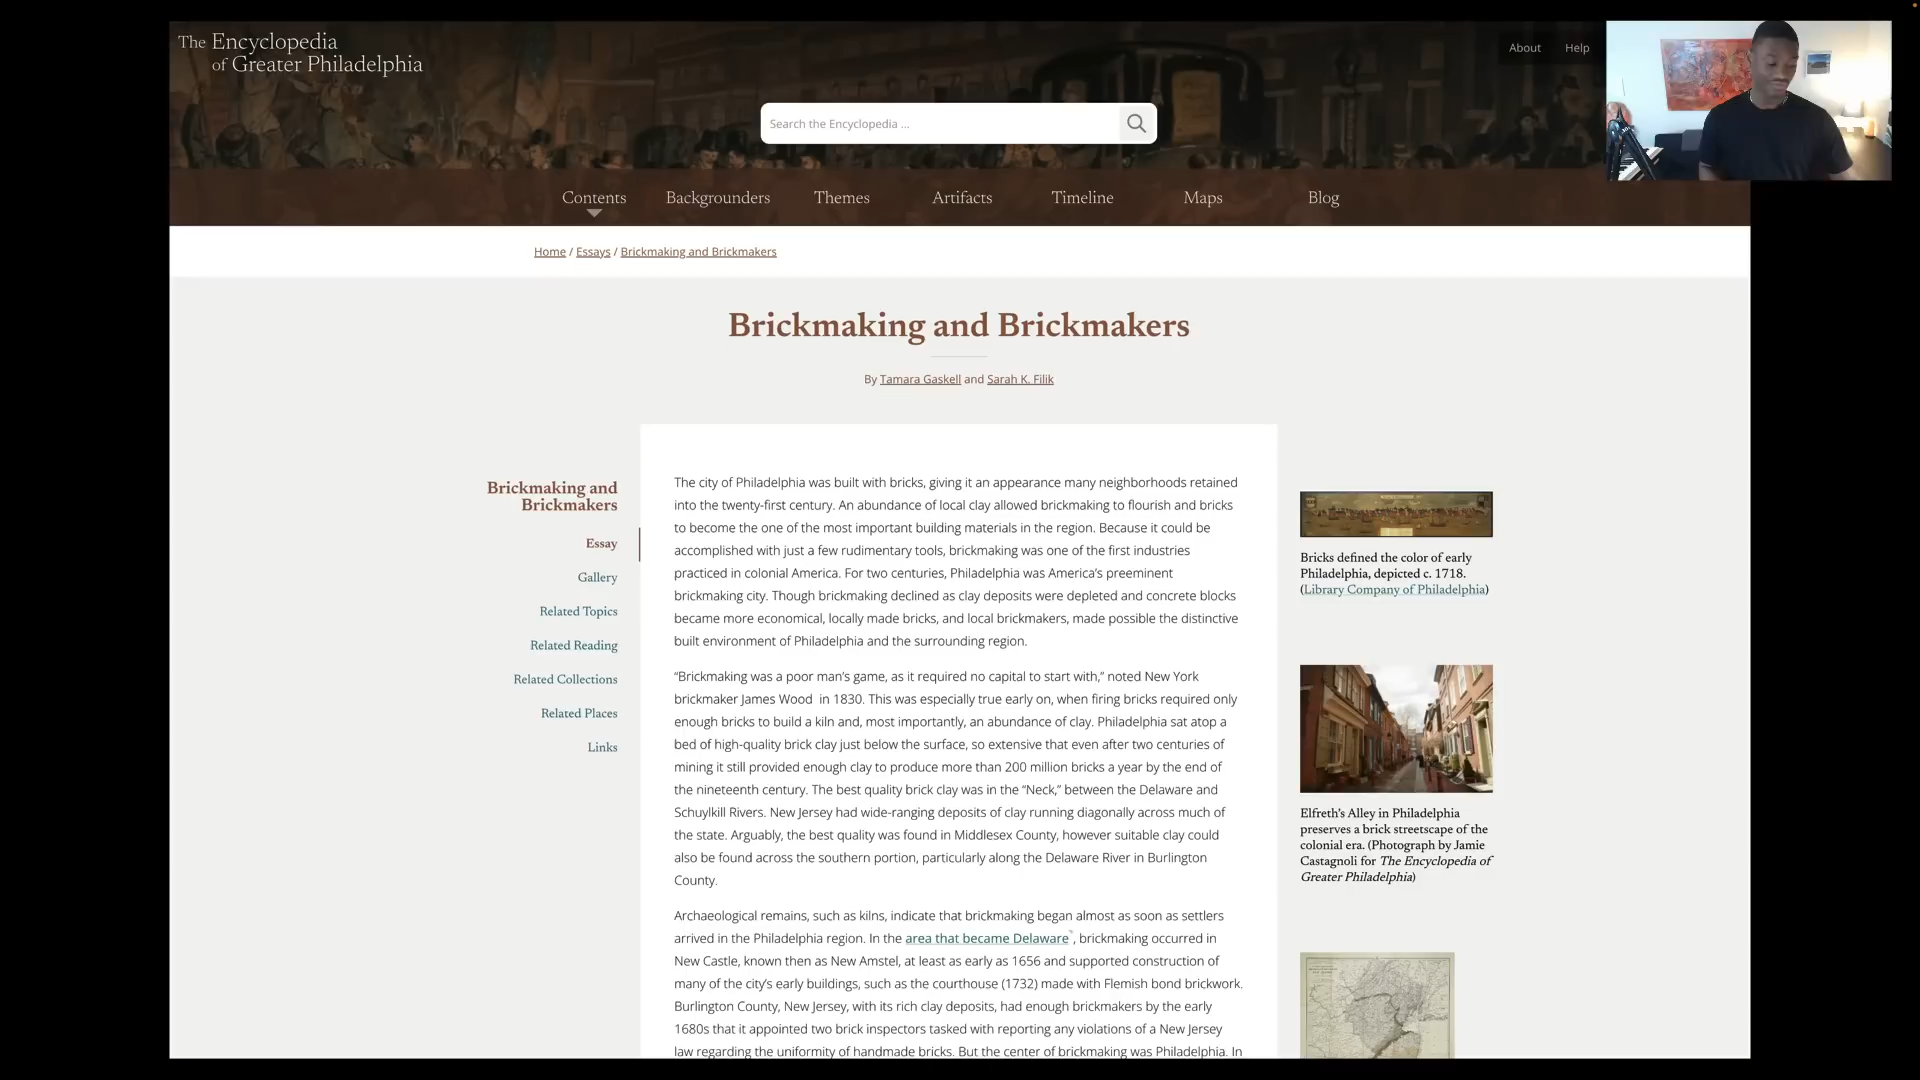 The Encyclopedia
of Greater Philadelphia
About
Help
Search the Encyclopedia ...
Contents
Backgrounders
Themes
Artifacts
Timeline
Maps
Blog
Home / Essays / Brickmaking and Brickmakers
Brickmaking and Brickmakers
By Tamara Gaskell and Sarah K. Filik
Brickmaking and
Brickmakers
Essay
Gallery
Related Topics
Related Reading
Related Collections
Related Places
Links
The city of Philadelphia was built with bricks, giving it an appearance many neighborhoods retained
into the twenty-first century. An abundance of local clay allowed brickmaking to flourish and bricks
to become the one of the most important building materials in the region. Because it could be
accomplished with just a few rudimentary tools, brickmaking was one of the first industries
practiced in colonial America. For two centuries, Philadelphia was America’s preeminent
brickmaking city. Though brickmaking declined as clay deposits were depleted and concrete blocks
became more economical, locally made bricks, and local brickmakers, made possible the distinctive
built environment of Philadelphia and the surrounding region.
“Brickmaking was a poor man’s game, as it required no capital to start with,” noted New York
brickmaker James Wood in 1830. This was especially true early on, when firing bricks required only
enough bricks to build a kiln and, most importantly, an abundance of clay. Philadelphia sat atop a
bed of high-quality brick clay just below the surface, so extensive that even after two centuries of
mining it still provided enough clay to produce more than 200 million bricks a year by the end of
the nineteenth century. The best quality brick clay was in the “Neck,” between the Delaware and
Schuylkill Rivers. New Jersey had wide-ranging deposits of clay running diagonally across much of
the state. Arguably, the best quality was found in Middlesex County, however suitable clay could
also be found across the southern portion, particularly along the Delaware River in Burlington
County.
Archaeological remains, such as kilns, indicate that brickmaking began almost as soon as settlers
arrived in the Philadelphia region. In the area that became Delaware, brickmaking occurred in
New Castle, known then as New Amstel, at least as early as 1656 and supported construction of
many of the city’s early buildings, such as the courthouse (1732) made with Flemish bond brickwork.
Burlington County, New Jersey, with its rich clay deposits, had enough brickmakers by the early
1680s that it appointed two brick inspectors tasked with reporting any violations of a New Jersey
law regarding the uniformity of handmade bricks. But the center of brickmaking was Philadelphia. In
Bricks defined the color of early
Philadelphia, depicted c. 1718.
(Library Company of Philadelphia)
Elfreth’s Alley in Philadelphia
preserves a brick streetscape of the
colonial era. (Photograph by Jamie
Castagnoli for The Encyclopedia of
Greater Philadelphia)